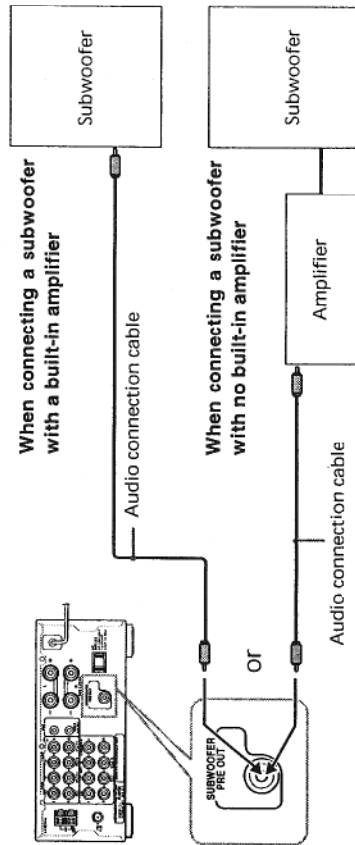 SUBWOOFER
PRE OUT
or
Audio connection cable
When connecting a subwoofer
with a built-in amplifier
Subwoofer
Audio connection cable
When connecting a subwoofer
with no built-in amplifier
Amplifier
Subwoofer